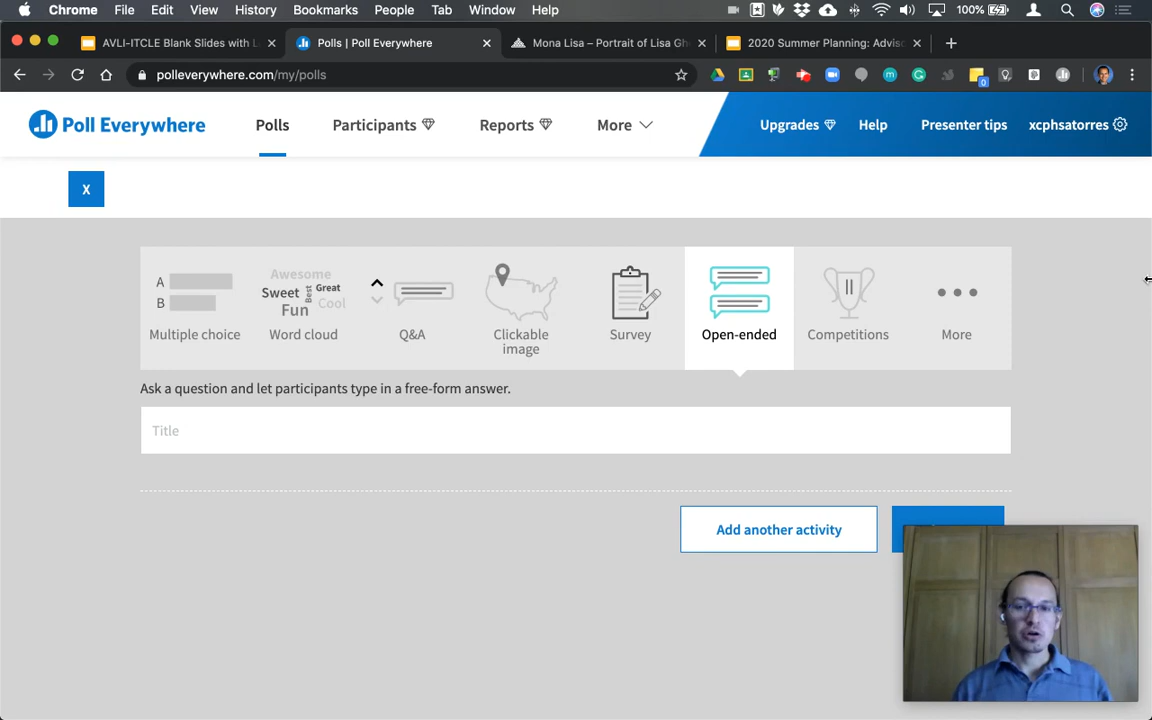 Chrome File Edit View History Bookmarks People Tab Window Help 100%
AVLI-ITCLE Blank Slides with L
Polls | Poll Everywhere
Mona Lisa – Portrait of Lisa Ghe
2020 Summer Planning: Adviso
polleverywhere.com/my/polls
0
Poll Everywhere
Polls
Participants
Reports
More
Upgrades
Help
Presenter tips
xcphsatorres
X
A
B
Multiple choice
Awesome
Sweet Best Great
Fun Cool
Word cloud
Q&A
Clickable
image
Survey
Open-ended
Competitions
More
Ask a question and let participants type in a free-form answer.
Title
Add another activity